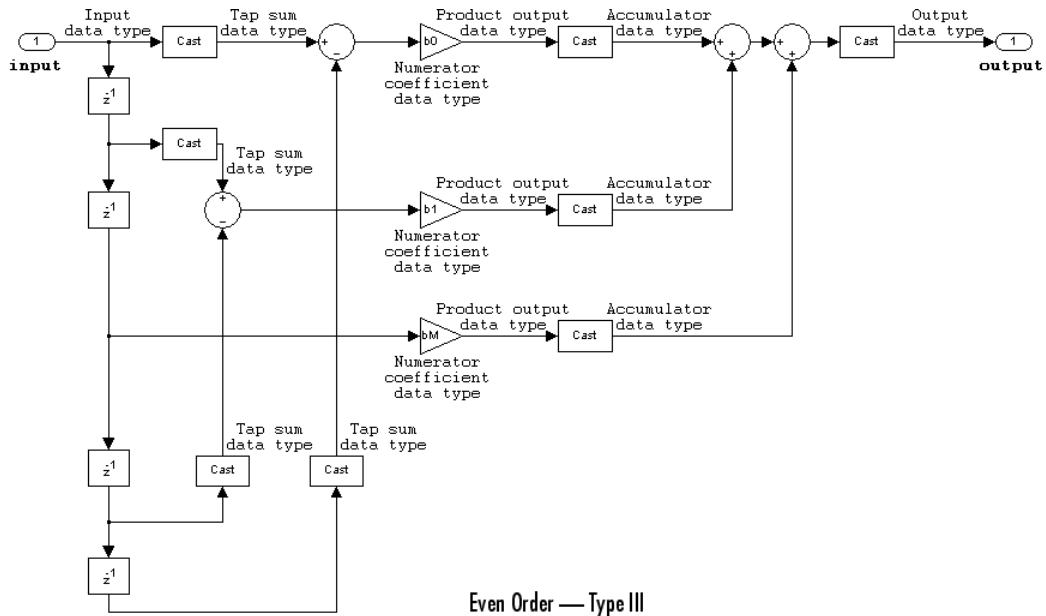 Input
data type
Tap sum
data type
Product output
data type
Accumulator
data type
Output
data type
1
Cast
+
−
b0
Cast
+
+
+
+
Cast
1
input
output
Numerator
coefficient
data type
z-1
Cast
Tap sum
data type
z-1
+
−
Product output
data type
Accumulator
data type
b1
Cast
Numerator
coefficient
data type
Product output
data type
Accumulator
data type
bM
Cast
Numerator
coefficient
data type
Tap sum
data type
Tap sum
data type
z-1
Cast
Cast
z-1
Even Order — Type III